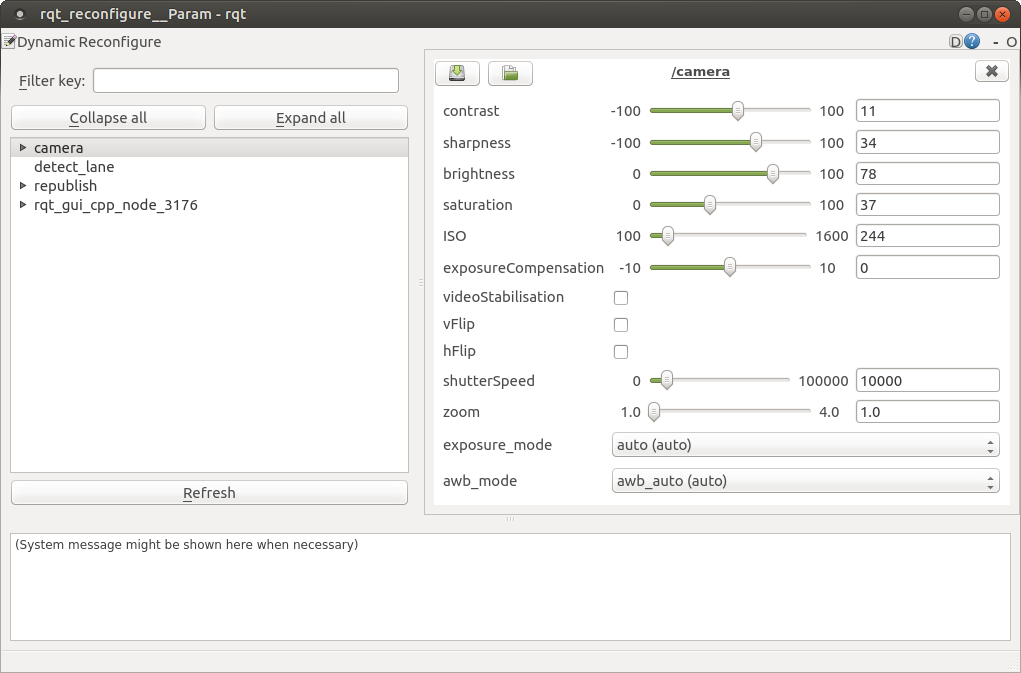 rqt_reconfigure__Param - rqt
Dynamic Reconfigure
D ? - O
Filter key:
Collapse all Expand all
camera
detect_lane
republish
rqt_gui_cpp_node_3176
Refresh
/camera
contrast -100 100 11
sharpness -100 100 34
brightness 0 100 78
saturation 0 100 37
ISO 100 1600 244
exposureCompensation -10 10 0
videoStabilisation
vFlip
hFlip
shutterSpeed 0 100000 10000
zoom 1.0 4.0 1.0
exposure_mode auto (auto)
awb_mode awb_auto (auto)
(System message might be shown here when necessary)